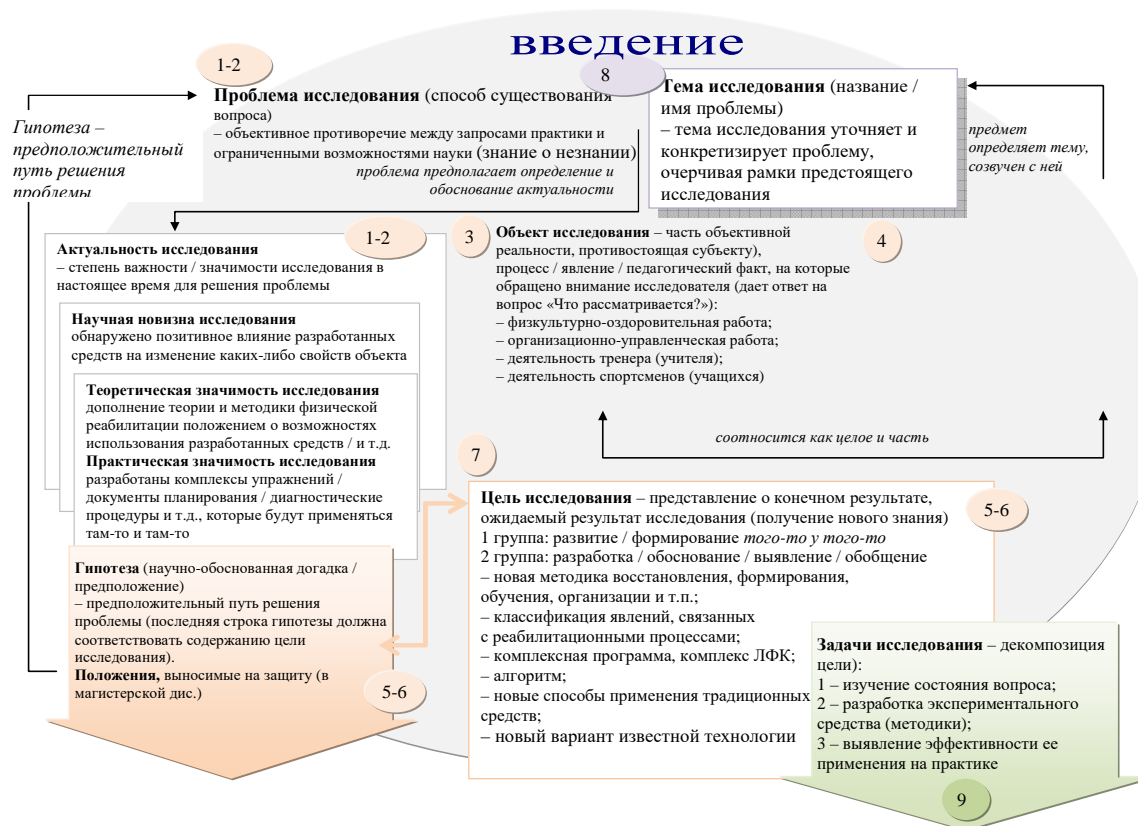 введение
1-2
Проблема исследования (способ существования
вопроса)
– объективное противоречие между запросами практики и
ограниченными возможностями науки (знание о незнании)
проблема предполагает определение и
обоснование актуальности
8
Тема исследования (название /
имя проблемы)
– тема исследования уточняет и
конкретизирует проблему,
очерчивая рамки предстоящего
исследования
Гипотеза –
предположительный
путь решения
проблемы
предмет
определяет тему,
созвучен с ней
1-2
Актуальность исследования
– степень важности / значимости исследования в
настоящее время для решения проблемы
Научная новизна исследования
обнаружено позитивное влияние разработанных
средств на изменение каких-либо свойств объекта
Теоретическая значимость исследования
дополнение теории и методики физической
реабилитации положением о возможностях
использования разработанных средств / и т.д.
Практическая значимость исследования
разработаны комплексы упражнений /
документы планирования / диагностические
процедуры и т.д., которые будут применяться
там-то и там-то
3
Объект исследования – часть объективной
реальности, противостоящая субъекту),
процесс / явление / педагогический факт, на которые
обращено внимание исследователя (дает ответ на
вопрос «Что рассматривается?»):
– физкультурно-оздоровительная работа;
– организационно-управленческая работа;
– деятельность тренера (учителя);
– деятельность спортсменов (учащихся)
4
соотносится как целое и часть
7
Цель исследования – представление о конечном результате,
ожидаемый результат исследования (получение нового знания)
1 группа: развитие / формирование того-то у того-то
2 группа: разработка / обоснование / выявление / обобщение
– новая методика восстановления, формирования,
обучения, организации и т.п.;
– классификация явлений, связанных
с реабилитационными процессами;
– комплексная программа, комплекс ЛФК;
– алгоритм;
– новые способы применения традиционных
средств;
– новый вариант известной технологии
5-6
Гипотеза (научно-обоснованная догадка /
предположение)
– предположительный путь решения
проблемы (последняя строка гипотезы должна
соответствовать содержанию цели
исследования).
Положения, выносимые на защиту (в
магистерской дис.)
5-6
Задачи исследования – декомпозиция
цели):
1 – изучение состояния вопроса;
2 – разработка экспериментального
средства (методики);
3 – выявление эффективности ее
применения на практике
9